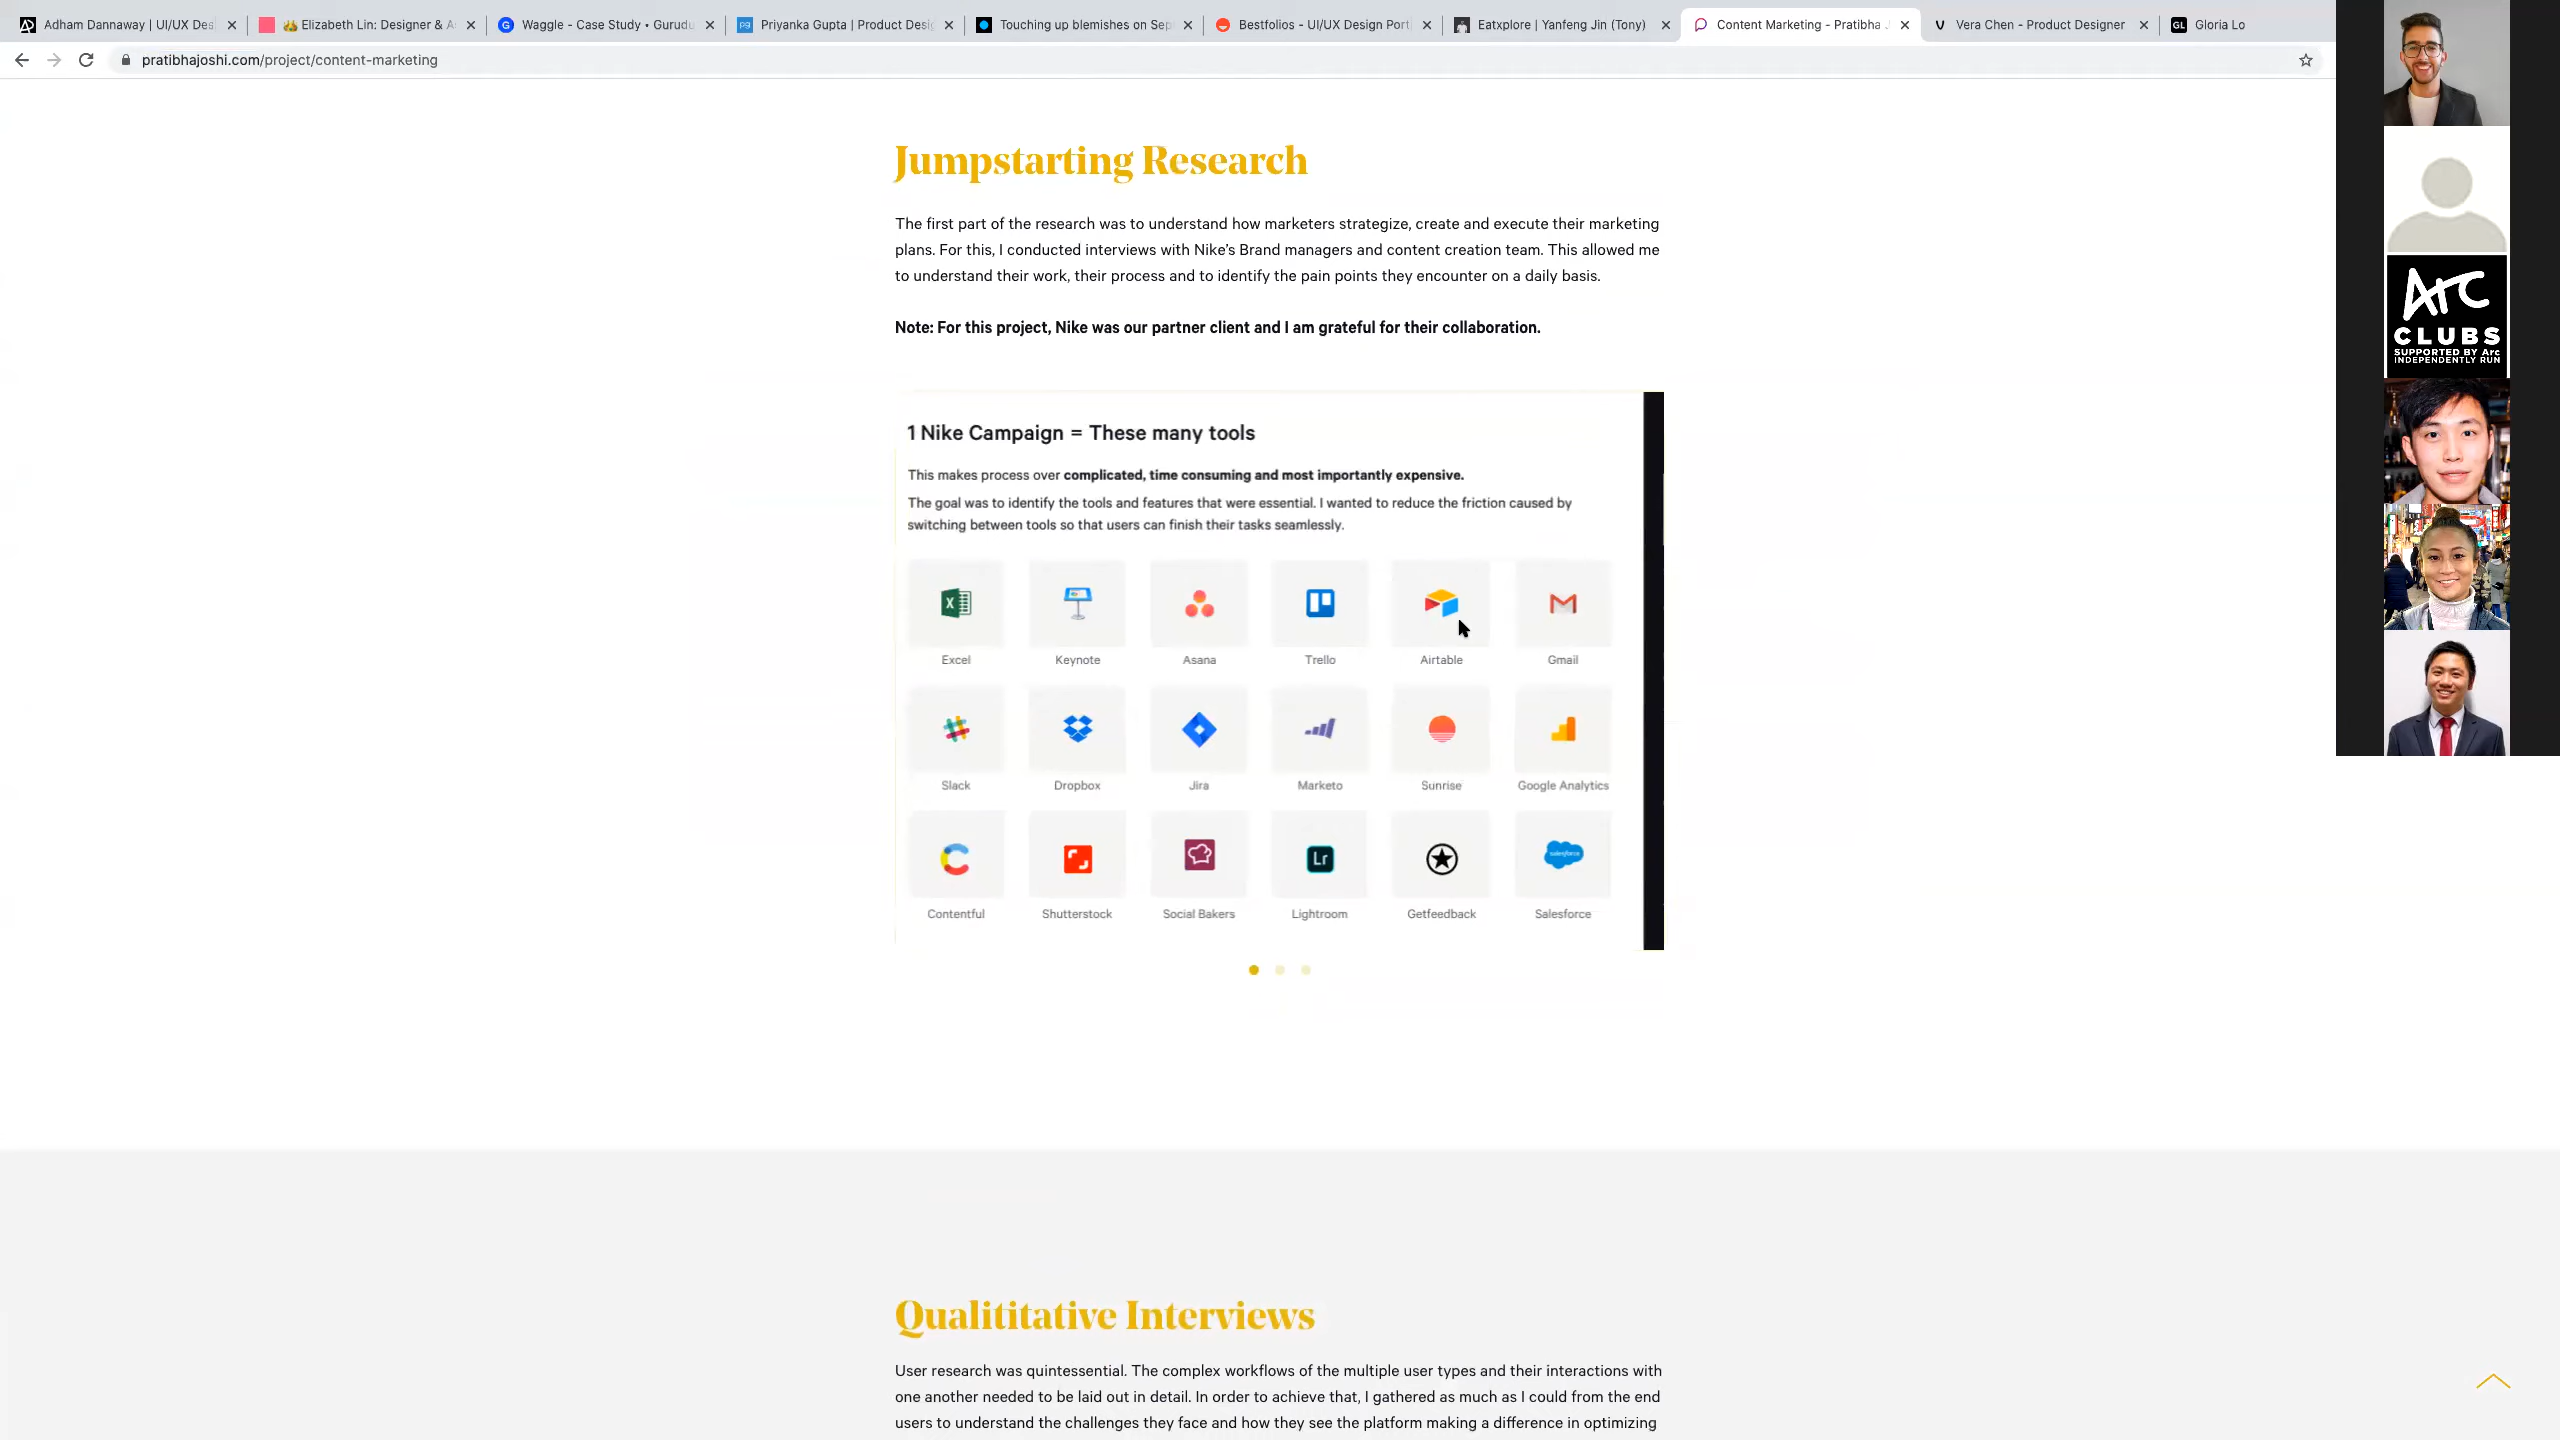 Adham Dannaway | UI/UX Des
Elizabeth Lin: Designer & A
Waggle - Case Study • Gurudu
Priyanka Gupta | Product Desig
Touching up blemishes on Sep
Bestfolios - UI/UX Design Port
Eatxplore | Yanfeng Jin (Tony)
Content Marketing - Pratibha J
Vera Chen - Product Designer
GL
Gloria Lo
pratibhajoshi.com/project/content-marketing
Jumpstarting Research
The first part of the research was to understand how marketers strategize, create and execute their marketing
plans. For this, I conducted interviews with Nike’s Brand managers and content creation team. This allowed me
to understand their work, their process and to identify the pain points they encounter on a daily basis.
Note: For this project, Nike was our partner client and I am grateful for their collaboration.
Arc
CLUBS
SUPPORTED BY Arc
INDEPENDENTLY RUN
1 Nike Campaign = These many tools
This makes process over complicated, time consuming and most importantly expensive.
The goal was to identify the tools and features that were essential. I wanted to reduce the friction caused by
switching between tools so that users can finish their tasks seamlessly.
Excel Keynote Asana Trello Airtable Gmail
Slack Dropbox Jira Marketo Sunrise Google Analytics
Lr
salesforce
Contentful Shutterstock Social Bakers Lightroom Getfeedback Salesforce
Qualititative Interviews
User research was quintessential. The complex workflows of the multiple user types and their interactions with
one another needed to be laid out in detail. In order to achieve that, I gathered as much as I could from the end
users to understand the challenges they face and how they see the platform making a difference in optimizing